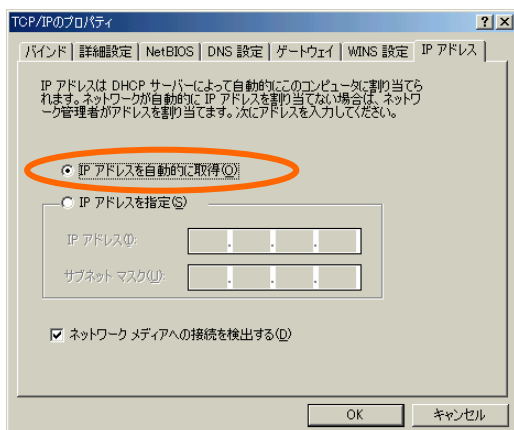 TCP/IPのプロパティ
バインド 詳細設定 NetBIOS DNS 設定 ゲートウェイ WINS 設定 IP アドレス
IP アドレスは DHCP サーバーによって自動的にこのコンピュータに割り当てら
れます。ネットワークが自動的に IP アドレスを割り当てない場合は、ネットワ
ーク管理者がアドレスを割り当てます。次にアドレスを入力してください。
IP アドレスを自動的に取得(O)
IP アドレスを指定(S)
IP アドレス(I):
サブネット マスク(U):
ネットワーク メディアへの接続を検出する(D)
OK キャンセル